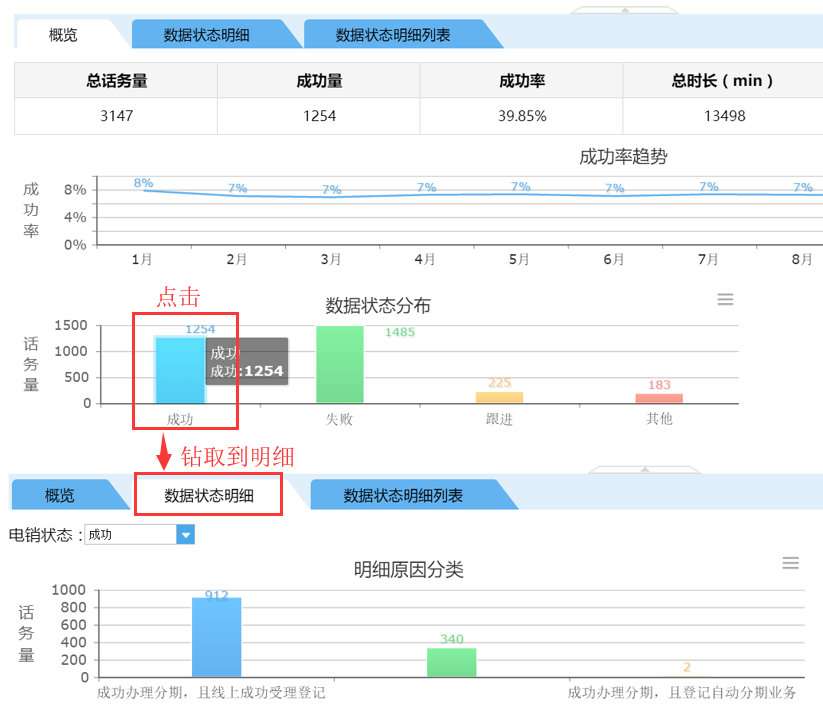 概览 数据状态明细 数据状态明细列表
总话务量 成功量 成功率 总时长 ( min )
3147 1254 39.85% 13498
成功率趋势
成功率
8%
4%
0%
8% 7% 7% 7% 7% 7% 7% 7%
1月 2月 3月 4月 5月 6月 7月 8月
点击
数据状态分布
话务量
1500
1000
500
0
1254 1485 225 183
成功
成功:1254
成功 失败 跟进 其他
钻取到明细
概览 数据状态明细 数据状态明细列表
电销状态 : 成功
明细原因分类
话务量
1000
800
600
400
200
0
912 340 2
成功办理分期，且线上成功受理登记 成功办理分期，且登记自动分期业务